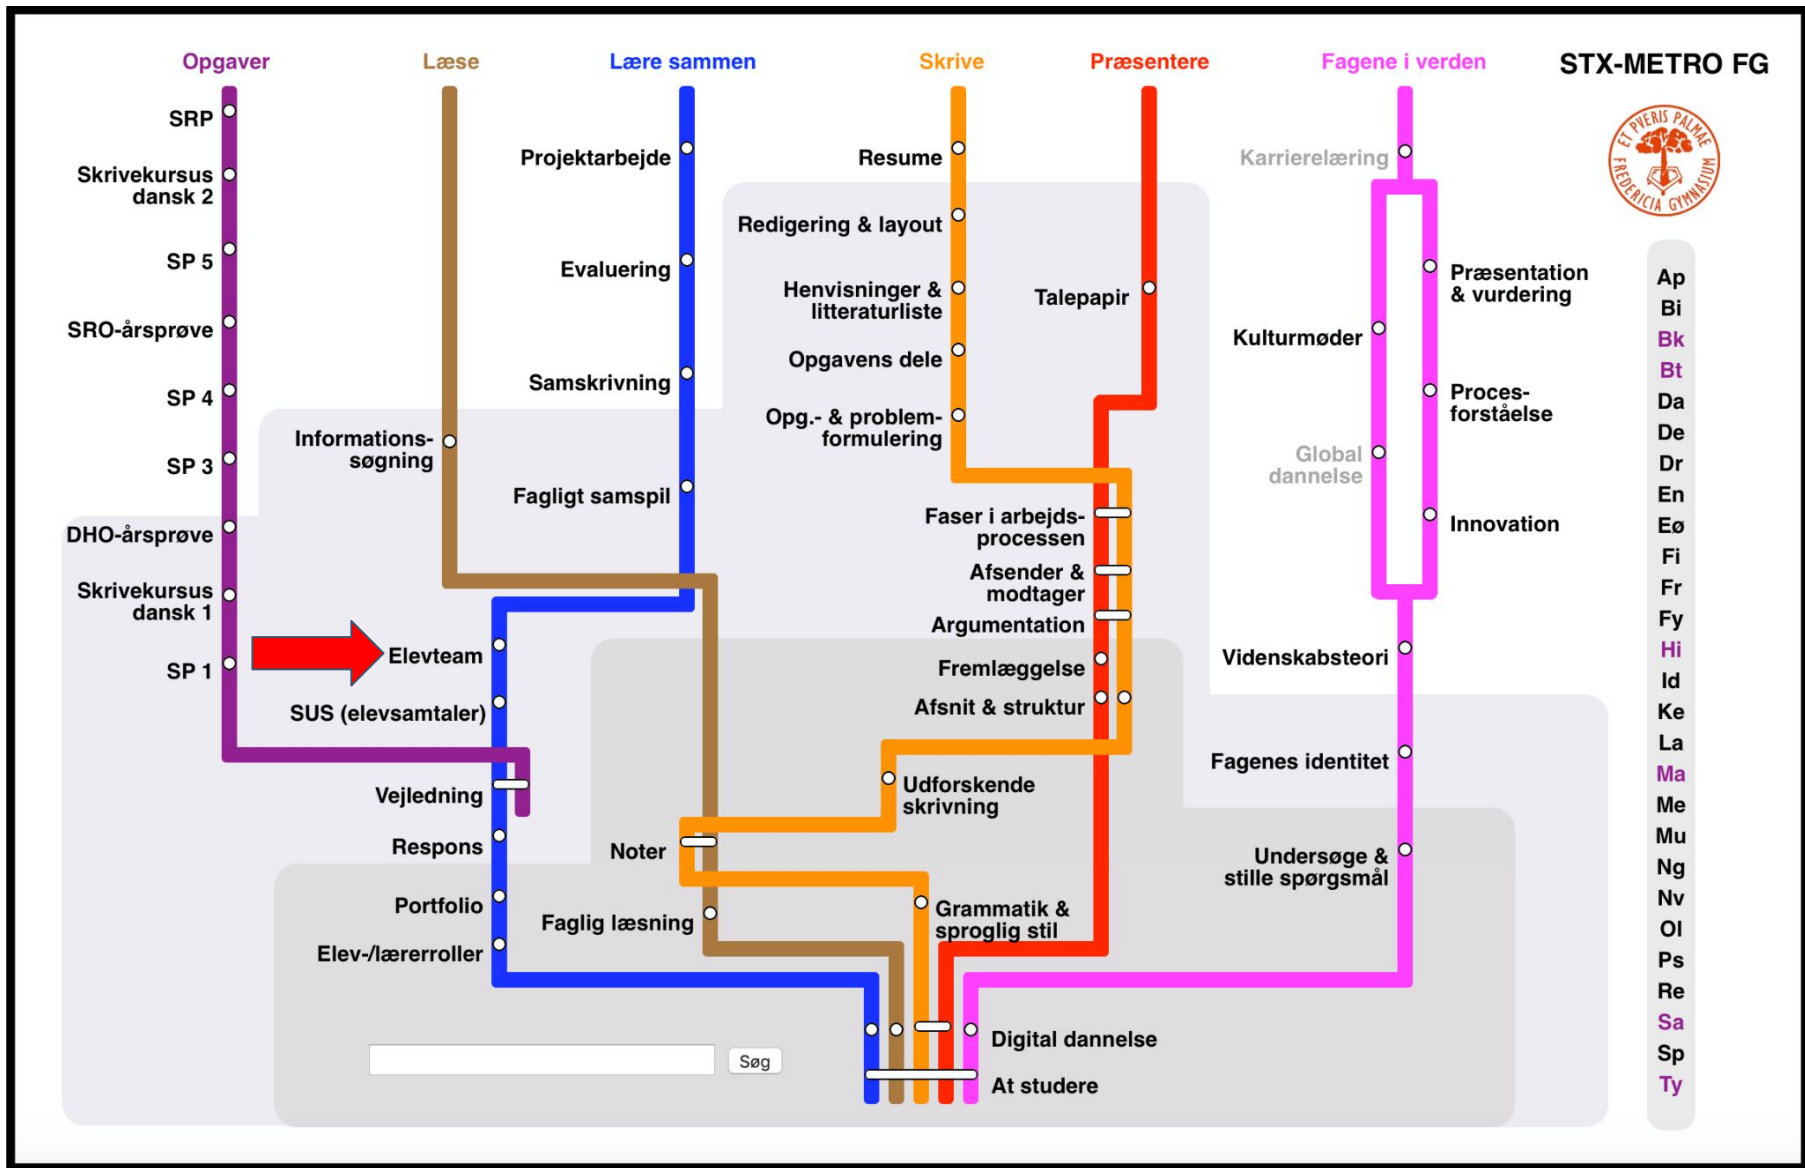 Opgaver
Læse
Lære sammen
Skrive
Præsentere
Fagene i verden
STX-METRO FG
ET PVERIS PALMAE
FREDERICIA GYMNASIUM
SRP
Skrivekursus
dansk 2
SP 5
SRO-årsprøve
SP 4
SP 3
DHO-årsprøve
Skrivekursus
dansk 1
SP 1
Informations-
søgning
Projektarbejde
Evaluering
Samskrivning
Fagligt samspil
Elevteam
SUS (elevsamtaler)
Vejledning
Respons
Portfolio
Elev-/lærerroller
Noter
Faglig læsning
Resume
Redigering & layout
Henvisninger &
litteraturliste
Opgavens dele
Opg.- & problem-
formulering
Talepapir
Faser i arbejds-
processen
Afsender &
modtager
Argumentation
Fremlæggelse
Afsnit & struktur
Udforskende
skrivning
Grammatik &
sproglig stil
Karrierelæring
Præsentation
& vurdering
Kulturmøder
Proces-
forståelse
Global
dannelse
Innovation
Videnskabsteori
Fagenes identitet
Undersøge &
stille spørgsmål
Digital dannelse
At studere
Søg
Ap
Bi
Bk
Bt
Da
De
Dr
En
Eø
Fi
Fr
Fy
Hi
Id
Ke
La
Ma
Me
Mu
Ng
Nv
Ol
Ps
Re
Sa
Sp
Ty